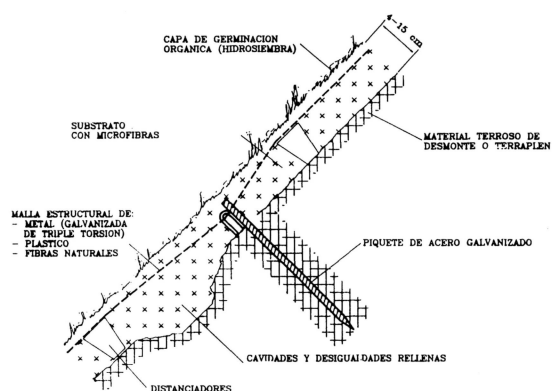 4-15 cm
CAPA DE GERMINACION
ORGANICA (HIDROSIEMBRA)
SUBSTRATO
CON MICROFIBRAS
MATERIAL TERROSO DE
DESMONTE O TERRAPLEN
MALLA ESTRUCTURAL DE:
- METAL (GALVANIZADA
DE TRIPLE TORSION)
- PLASTICO
- FIBRAS NATURALES
PIQUETE DE ACERO GALVANIZADO
CAVIDADES Y DESIGUALDADES RELLENAS
DISTANCIADORES